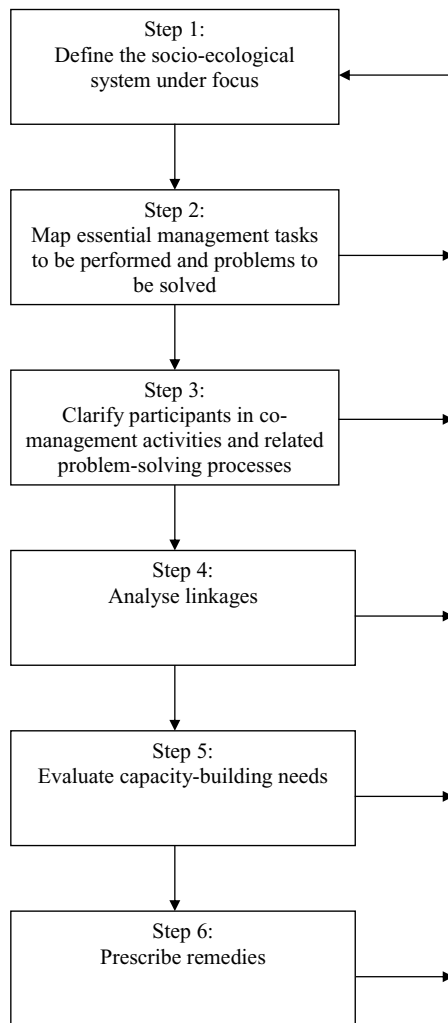 Step 1:
Define the socio-ecological
system under focus
Step 2:
Map essential management tasks
to be performed and problems to
be solved
Step 3:
Clarify participants in co-
management activities and related
problem-solving processes
Step 4:
Analyse linkages
Step 5:
Evaluate capacity-building needs
Step 6:
Prescribe remedies